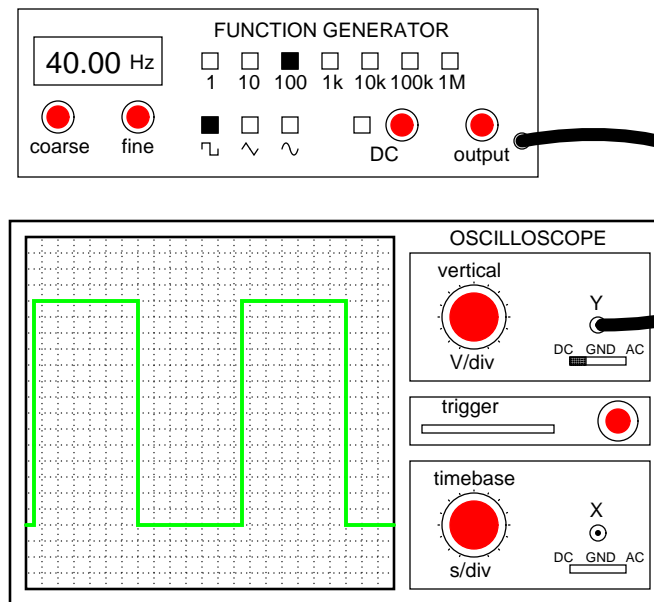 FUNCTION GENERATOR
40.00 Hz
1 10 100 1k 10k 100k 1M
coarse fine DC output
OSCILLOSCOPE
vertical
Y
DC GND AC
V/div
trigger
timebase
X
DC GND AC
s/div